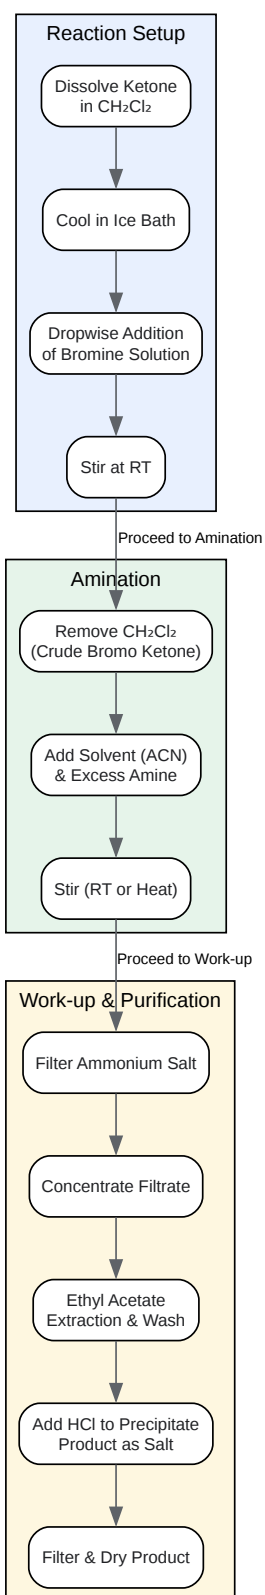 Reaction Setup
Dissolve Ketone
in CH₂Cl₂
Cool in Ice Bath
Dropwise Addition
of Bromine Solution
Stir at RT
Proceed to Amination
Amination
Remove CH₂Cl₂
(Crude Bromo Ketone)
Add Solvent (ACN)
& Excess Amine
Stir (RT or Heat)
Proceed to Work-up
Work-up & Purification
Filter Ammonium Salt
Concentrate Filtrate
Ethyl Acetate
Extraction & Wash
Add HCl to Precipitate
Product as Salt
Filter & Dry Product